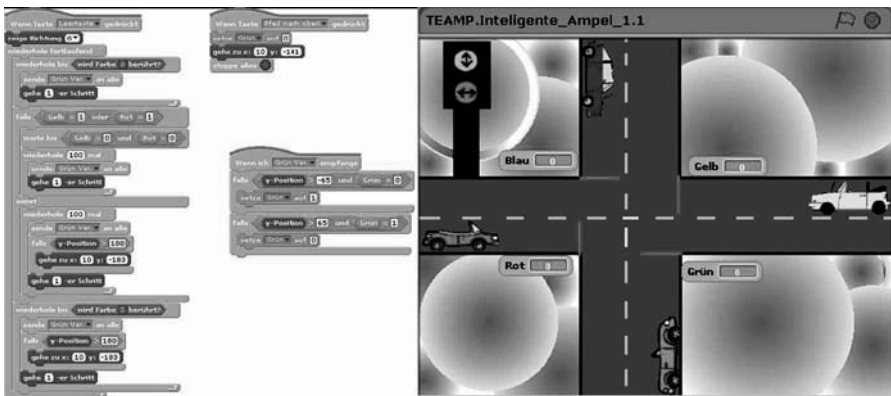 Wenn Taste Leertaste gedrückt
zeige Richtung 0
wiederhole fortlaufend
wiederhole bis wird Farbe berührt?
sende Grün Var. an alle
gehe 1 -er Schritt
falls Gelb = 1 oder Rot = 1
warte bis Gelb = 0 und Rot = 0
wiederhole 100 mal
sende Grün Var. an alle
gehe 1 -er Schritt
sonst
wiederhole 100 mal
sende Grün Var. an alle
falls y-Position > 180
gehe zu x: 10 y: -183
gehe 1 -er Schritt
wiederhole bis wird Farbe berührt?
sende Grün Var. an alle
falls y-Position > 180
gehe zu x: 10 y: -183
gehe 1 -er Schritt
Wenn Taste Pfeil nach oben gedrückt
setze Grün auf 0
gehe zu x: 10 y: -141
stoppe alles
Wenn ich Grün Var. empfange
falls y-Position > -65 und Grün = 0
setze Grün auf 1
falls y-Position > 65 und Grün = 1
setze Grün auf 0
TEAMP.Inteligente_Ampel_1.1
Blau 0
Gelb 0
Rot 0
Grün 0